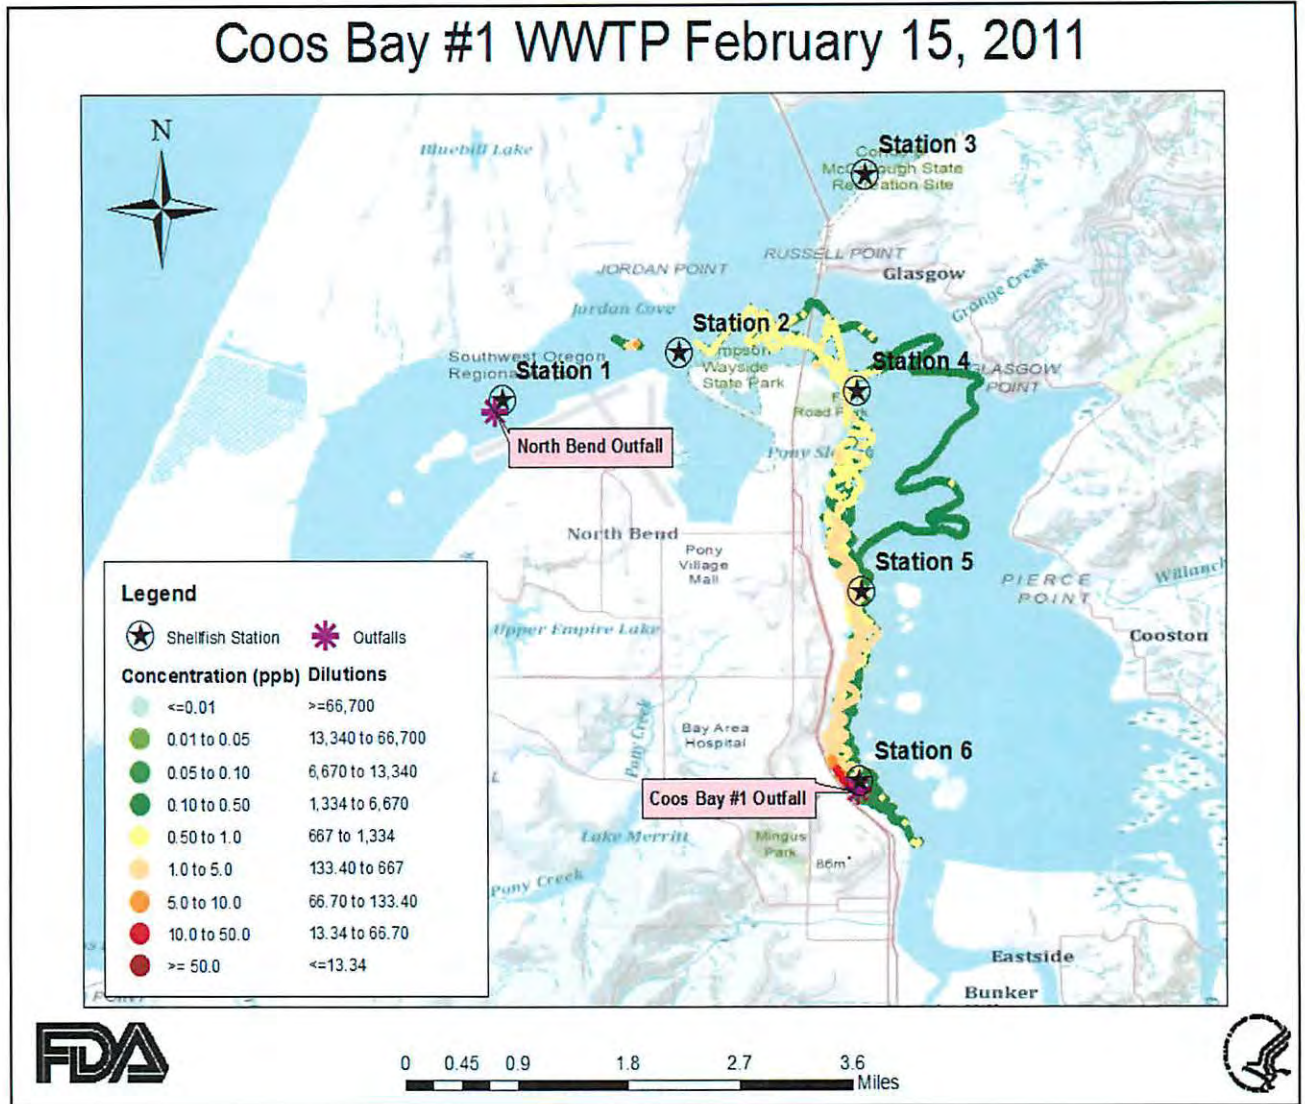 Coos Bay #1 WWTP February 15, 2011
N
Bluebill Lake
Station 3
McCullough State
Recreation Site
JORDAN POINT
RUSSELL POINT
Glasgow
Grange Creek
Jordan Cove
Station 2
Southwest Oregon
Station 1
Wayside
State Park
Station 4
GLASGOW
POINT
Road Park
North Bend Outfall
North Bend
Pony
Village
Mall
Station 5
PIERCE
POINT
Cooston
Upper Empire Lake
Bay Area
Hospital
Pony Creek
Station 6
Coos Bay #1 Outfall
Lake Merritt
Mingus
Park
86m
Pony Creek
Eastside
Bunker
Legend
Shellfish Station
Outfalls
Concentration (ppb) Dilutions
<=0.01 >=66,700
0.01 to 0.05 13,340 to 66,700
0.05 to 0.10 6,670 to 13,340
0.10 to 0.50 1,334 to 6,670
0.50 to 1.0 667 to 1,334
1.0 to 5.0 133.40 to 667
5.0 to 10.0 66.70 to 133.40
10.0 to 50.0 13.34 to 66.70
>= 50.0 <=13.34
FDA
0 0.45 0.9 1.8 2.7 3.6
Miles